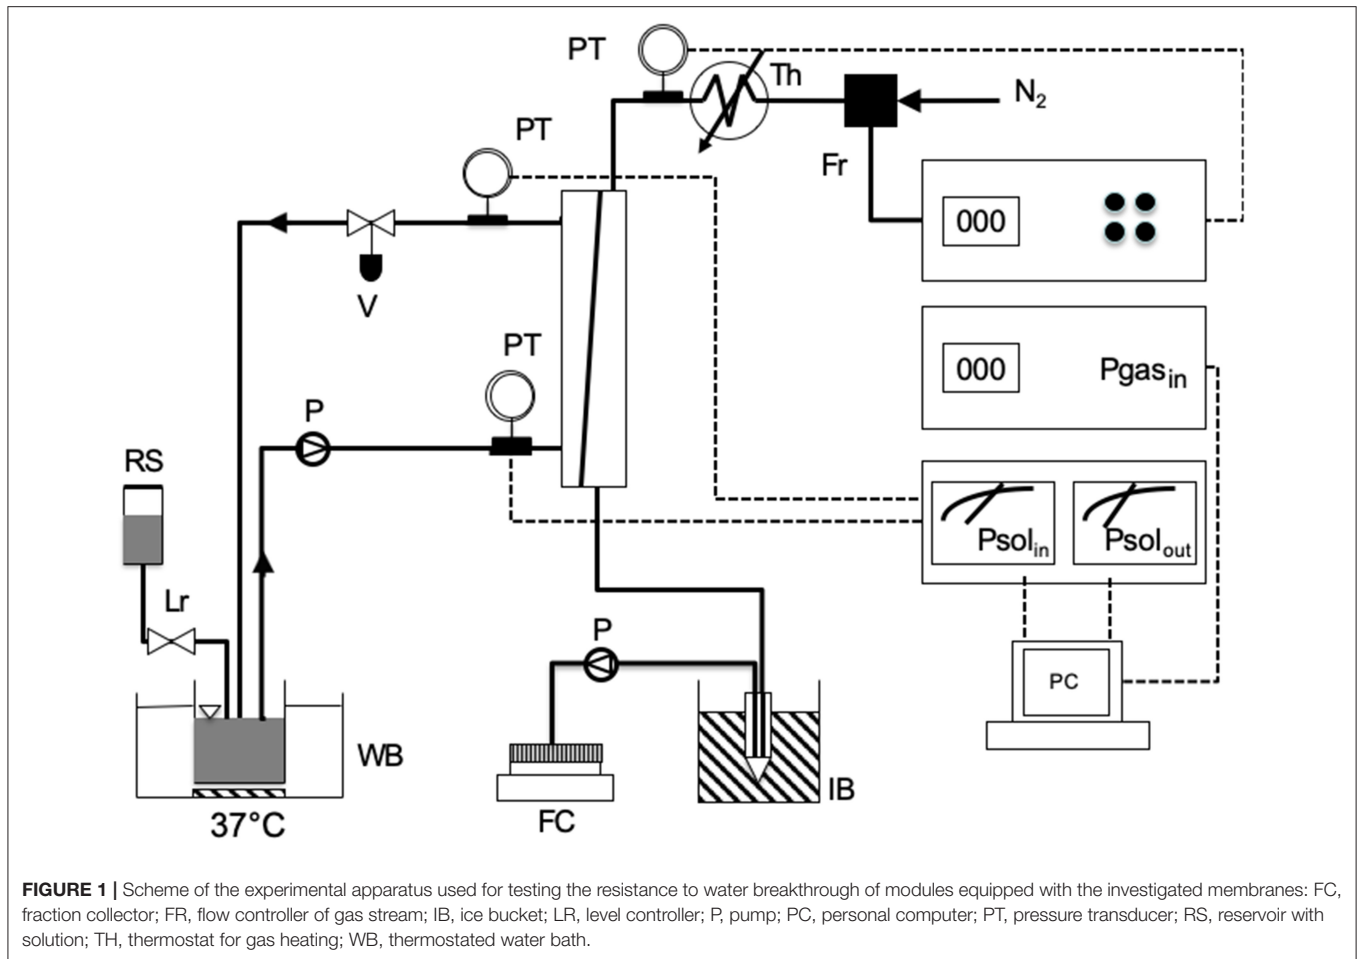 PT
Th
N2
PT
Fr
000
V
000
Pgasin
PT
P
RS
Psolin
Psolout
Lr
P
PC
WB
IB
37°C
FC
FIGURE 1 | Scheme of the experimental apparatus used for testing the resistance to water breakthrough of modules equipped with the investigated membranes: FC,
fraction collector; FR, flow controller of gas stream; IB, ice bucket; LR, level controller; P, pump; PC, personal computer; PT, pressure transducer; RS, reservoir with
solution; TH, thermostat for gas heating; WB, thermostated water bath.